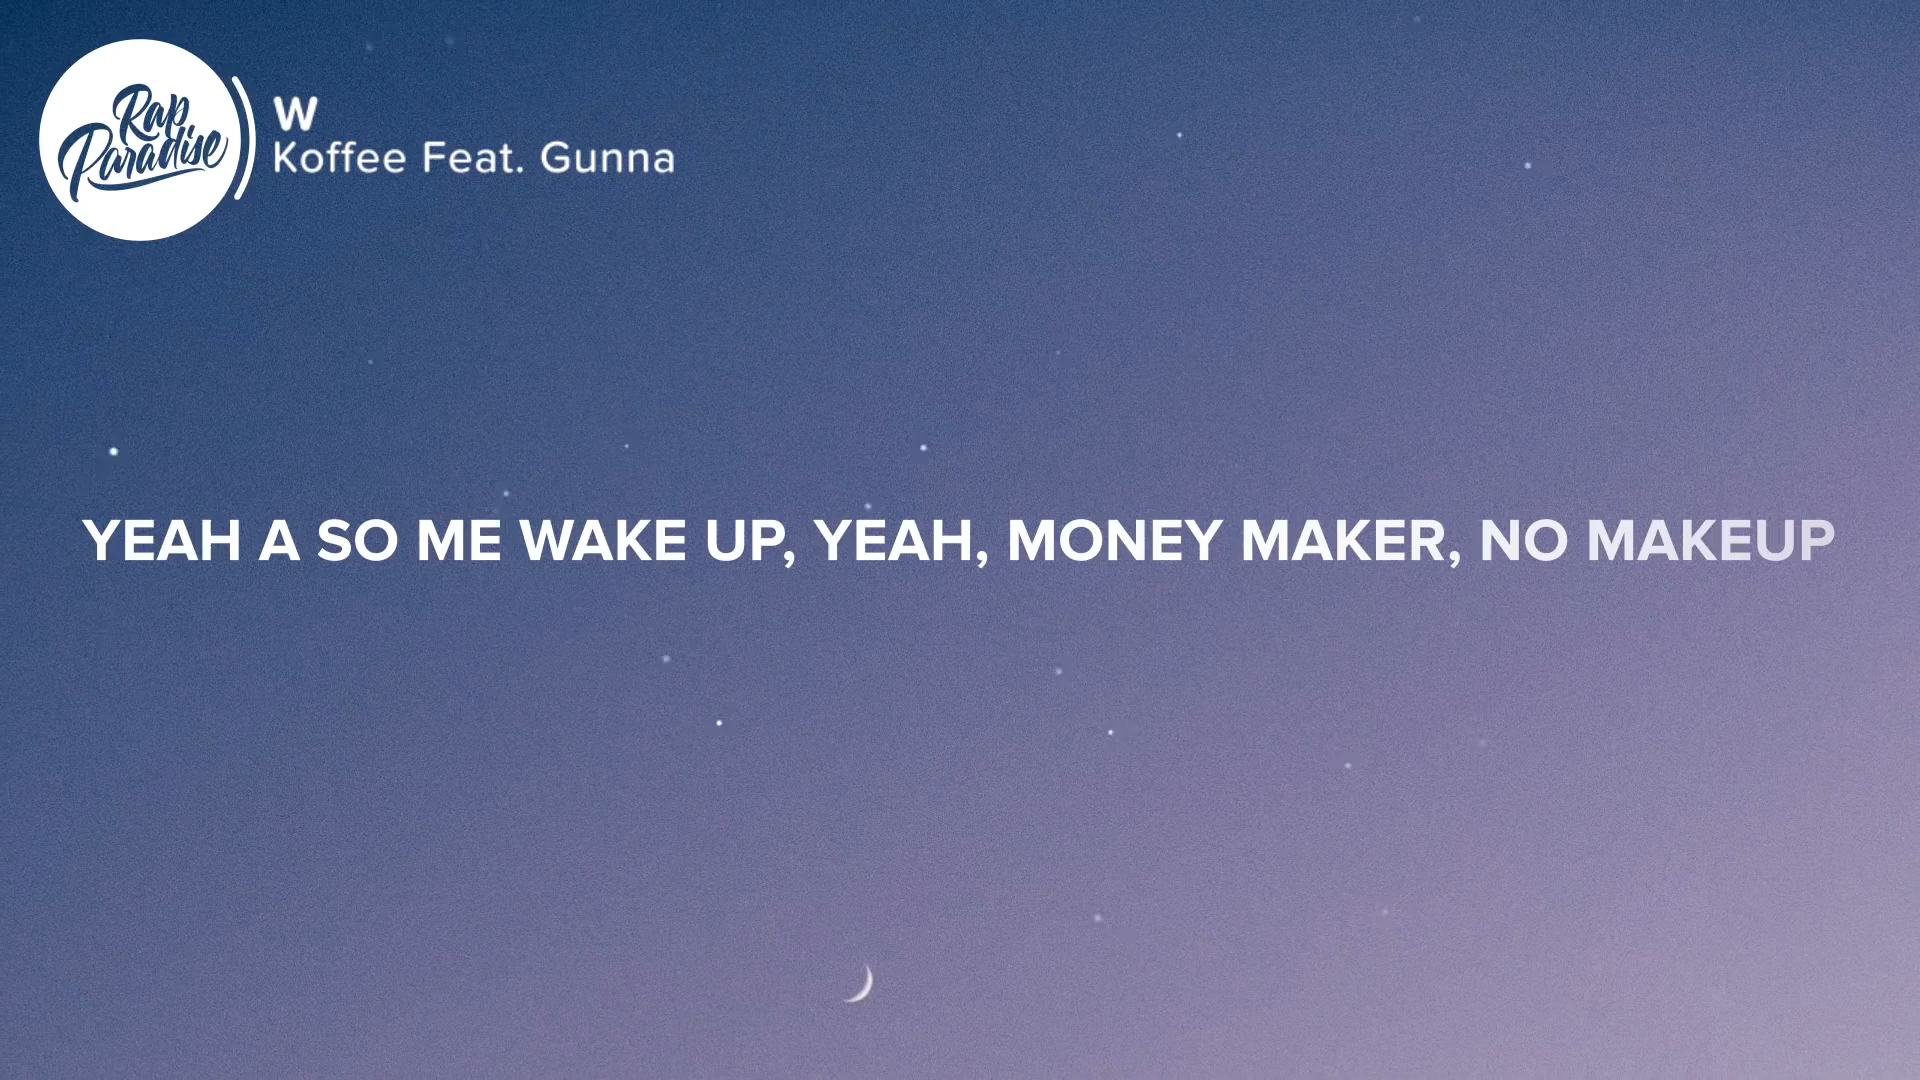 Rap
Paradise
W
Koffee Feat. Gunna
YEAH A SO ME WAKE UP, YEAH, MONEY MAKER, NO MAKEUP